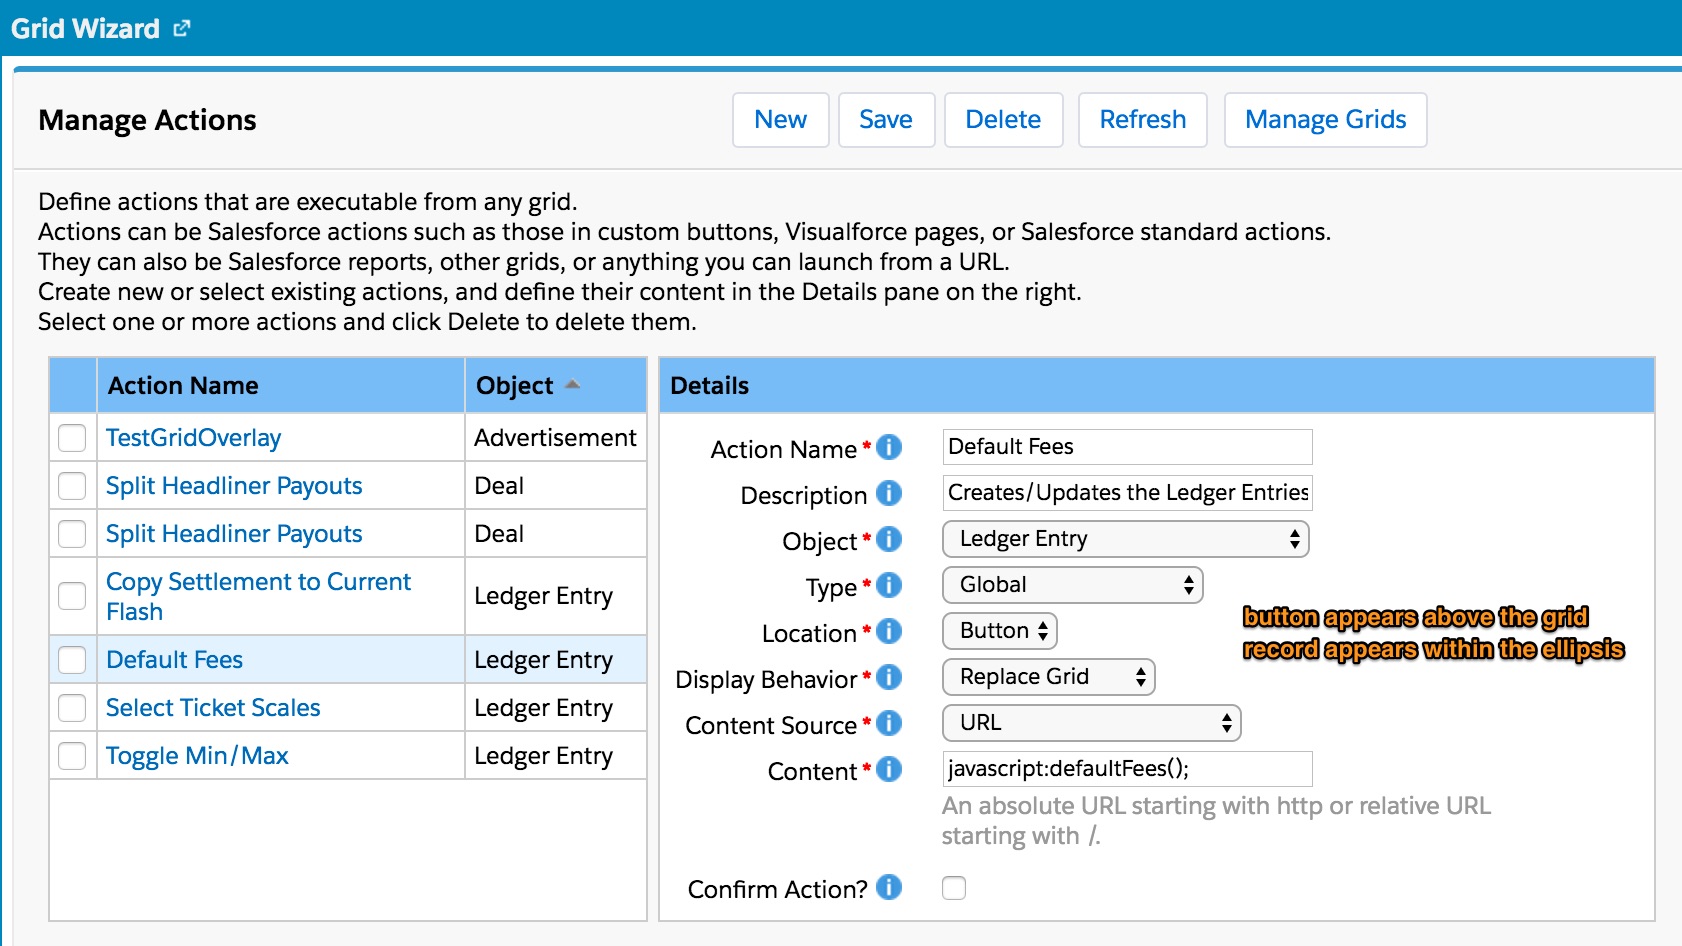 Grid Wizard
Manage Actions
New
Save
Delete
Refresh
Manage Grids
Define actions that are executable from any grid.
Actions can be Salesforce actions such as those in custom buttons, Visualforce pages, or Salesforce standard actions.
They can also be Salesforce reports, other grids, or anything you can launch from a URL.
Create new or select existing actions, and define their content in the Details pane on the right.
Select one or more actions and click Delete to delete them.
Action Name Object
TestGridOverlay Advertisement
Split Headliner Payouts Deal
Split Headliner Payouts Deal
Copy Settlement to Current
Flash
Ledger Entry
Default Fees Ledger Entry
Select Ticket Scales Ledger Entry
Toggle Min/Max Ledger Entry
Details
Action Name * Default Fees
Description Creates/Updates the Ledger Entries
Object * Ledger Entry
Type * Global
Location * Button
button appears above the grid
record appears within the ellipsis
Display Behavior * Replace Grid
Content Source * URL
Content * javascript:defaultFees();
An absolute URL starting with http or relative URL
starting with /.
Confirm Action?